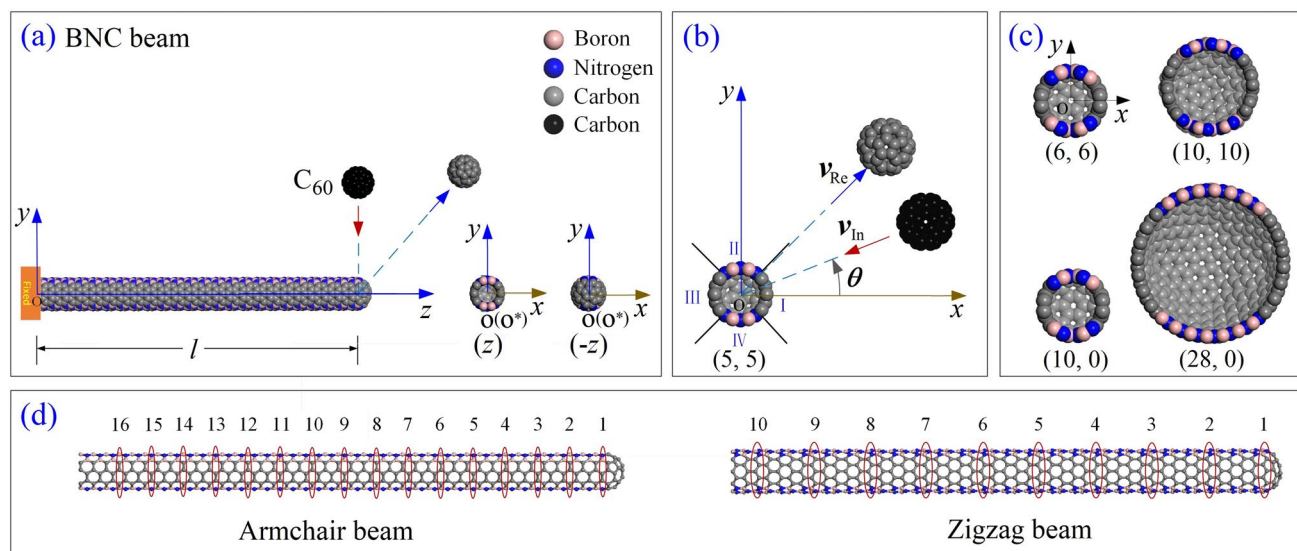 (a) BNC beam
Boron
Nitrogen
Carbon
Carbon
C60
y
Fixed
O
z
l
y
x
o(o*)
(z)
y
x
o(o*)
(-z)
(b)
y
vRe
vIn
θ
II
III
O
I
IV
x
(5, 5)
(c)
y
O
x
(6, 6)
(10, 10)
(10, 0)
(28, 0)
(d)
16 15 14 13 12 11 10 9 8 7 6 5 4 3 2 1
10 9 8 7 6 5 4 3 2 1
Armchair beam
Zigzag beam